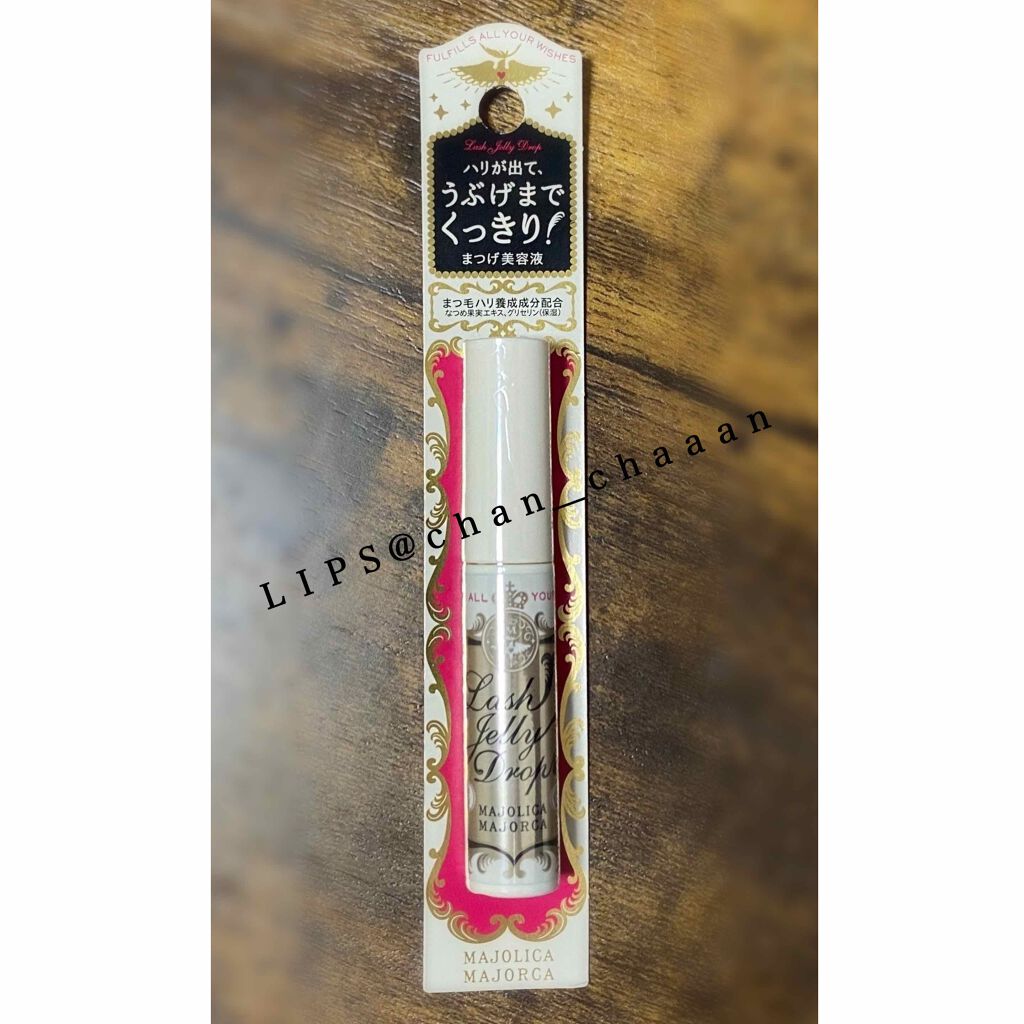 FULFILLS ALL YOUR WISHES
Lash Jelly Drop
ハリが出て、
うぶげまで
くっきり!
まつげ美容液
まつ毛ハリ養成成分配合
なつめ果実エキス、グリセリン(保湿)
LIPS@chan__chaaan
ALL YOUR
Lash
Jelly
Drop
MAJOLICA
MAJORCA
MAJOLICA
MAJORCA